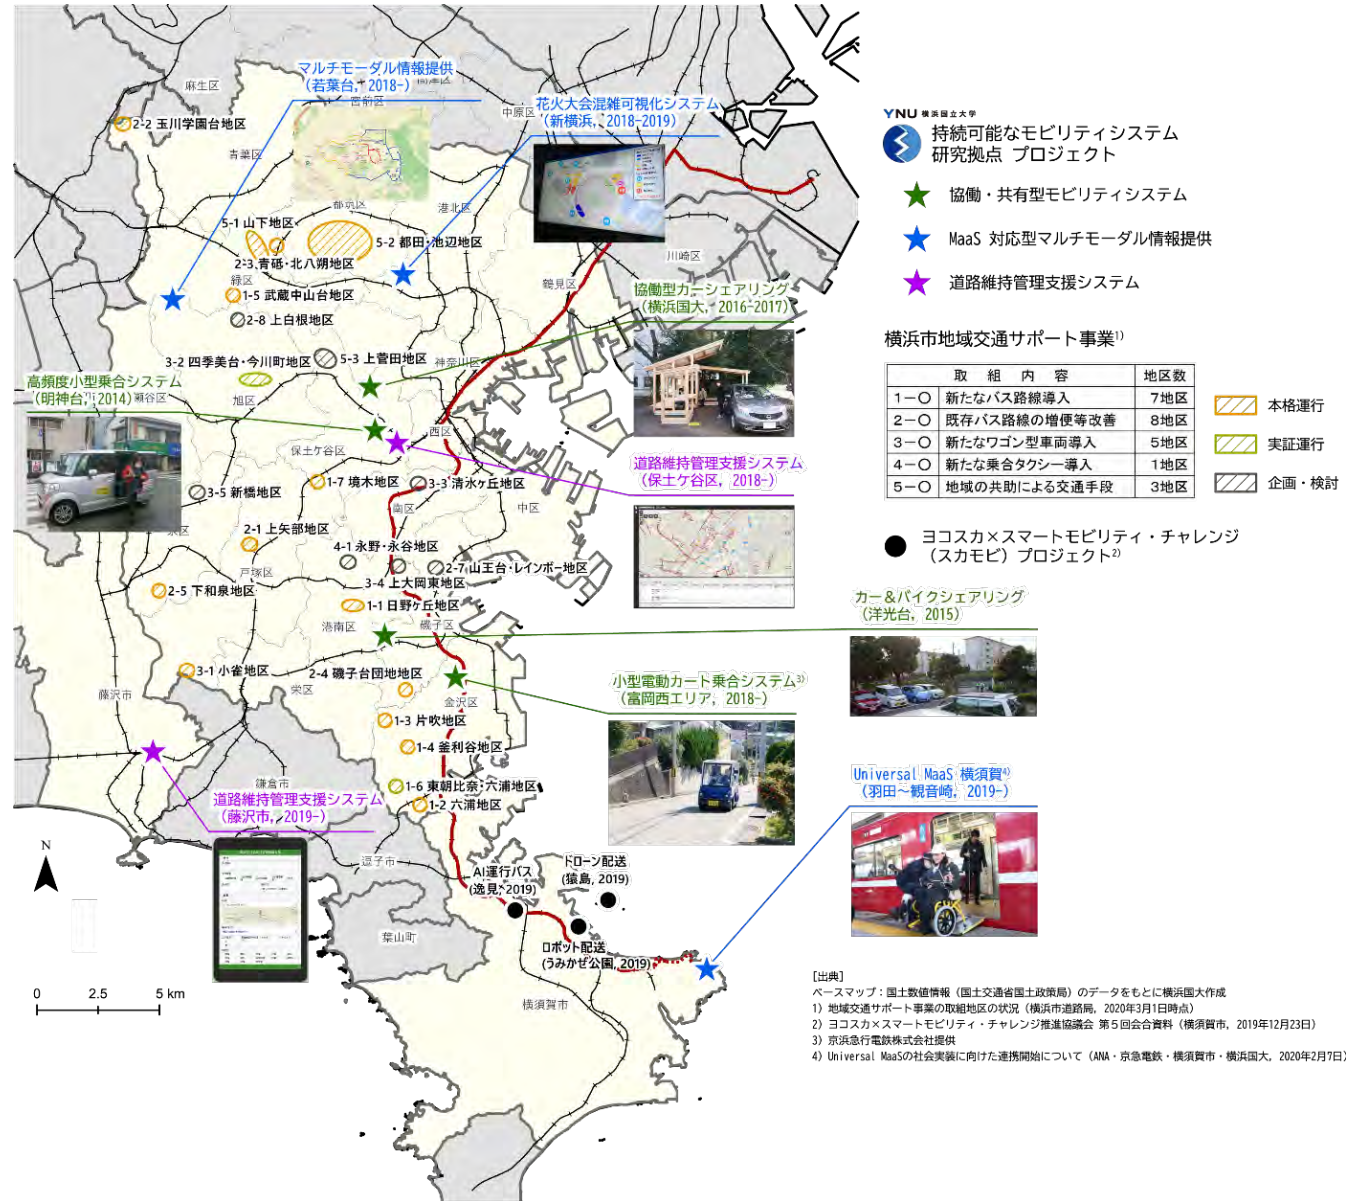 マルチモーダル情報提供
(若葉台, 2018-)
花火大会混雑可視化システム
(新横浜, 2018-2019)
麻生区
宮前区
中原区
2-2 玉川学園台地区
青葉区
都筑区
港北区
5-1 山下地区
5-2 都田・池辺地区
2-3 青砥・北八朔地区
緑区
川崎区
鶴見区
1-5 武蔵中山台地区
2-8 上白根地区
協働型カーシェアリング
(横浜国大, 2016-2017)
3-2 四季美台・今川町地区
5-3 上菅田地区
神奈川区
高頻度小型乗合システム
(明神台, 2014)
瀬谷区
旭区
西区
保土ケ谷区
道路維持管理支援システム
(保土ケ谷区, 2018-)
1-7 境木地区
3-3 清水ヶ丘地区
3-5 新橋地区
南区
中区
泉区
2-1 上矢部地区
4-1 永野・永谷地区
戸塚区
2-7 山王台・レインボー地区
3-4 上大岡東地区
2-5 下和泉地区
1-1 日野ヶ丘地区
港南区
磯子区
カー&バイクシェアリング
(洋光台, 2015)
3-1 小雀地区
2-4 磯子台団地地区
栄区
藤沢市
金沢区
小型電動カート乗合システム3)
(富岡西エリア, 2018-)
1-3 片吹地区
1-4 釜利谷地区
鎌倉市
1-6 東朝比奈・六浦地区
1-2 六浦地区
道路維持管理支援システム
(藤沢市, 2019-)
Universal MaaS 横須賀4)
(羽田～観音崎, 2019-)
逗子市
AI運行バス
(逸見, 2019)
ドローン配送
(猿島, 2019)
葉山町
ロボット配送
(うみかぜ公園, 2019)
横須賀市
N
0 2.5 5 km
YNU 横浜国立大学
持続可能なモビリティシステム
研究拠点 プロジェクト
協働・共有型モビリティシステム
MaaS 対応型マルチモーダル情報提供
道路維持管理支援システム
横浜市地域交通サポート事業1)
取 組 内 容 地区数
1－○ 新たなバス路線導入 7地区
2－○ 既存バス路線の増便等改善 8地区
3－○ 新たなワゴン型車両導入 5地区
4－○ 新たな乗合タクシー導入 1地区
5－○ 地域の共助による交通手段 3地区
本格運行
実証運行
企画・検討
ヨコスカ×スマートモビリティ・チャレンジ
(スカモビ) プロジェクト2)
[出典]
ベースマップ：国土数値情報（国土交通省国土政策局）のデータをもとに横浜国大作成
1) 地域交通サポート事業の取組地区の状況（横浜市道路局, 2020年3月1日時点）
2) ヨコスカ×スマートモビリティ・チャレンジ推進協議会 第５回会合資料（横須賀市, 2019年12月23日）
3) 京浜急行電鉄株式会社提供
4) Universal MaaSの社会実装に向けた連携開始について（ANA・京急電鉄・横須賀市・横浜国大, 2020年2月7日）